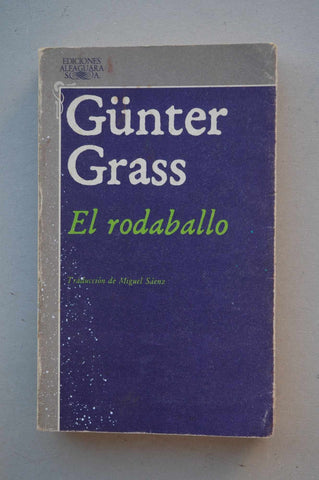 EDICIONES
ALFAGUARA
S. A.
Günter
Grass
El rodaballo
Traducción de Miguel Sáenz